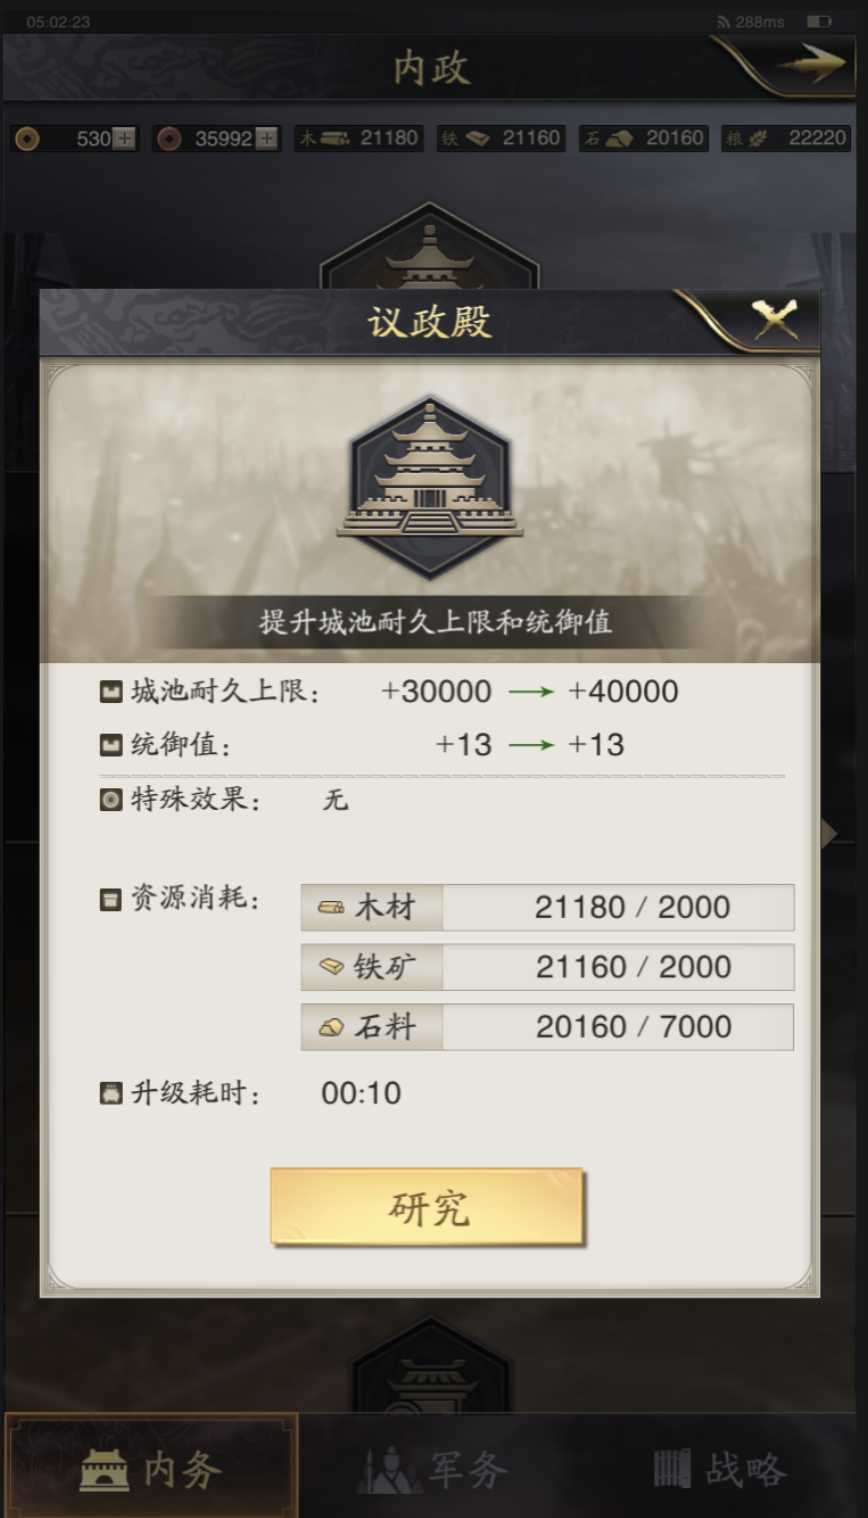 05:02:23 288ms
内政
530 35992 木 21180 铁 21160 石 20160 粮 22220
议政殿
提升城池耐久上限和统御值
城池耐久上限： +30000 +40000
统御值： +13 +13
特殊效果： 无
资源消耗： 木材 21180 / 2000
铁矿 21160 / 2000
石料 20160 / 7000
升级耗时： 00:10
研究
内务 军务 战略